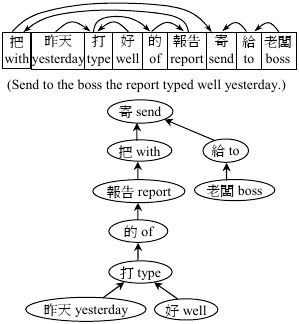 把 昨天 打 好 的 報告 寄 給 老闆
with yesterday type well of report send to boss
(Send to the boss the report typed well yesterday.)
寄 send
把 with 給 to
報告 report 老闆 boss
的 of
打 type
昨天 yesterday 好 well